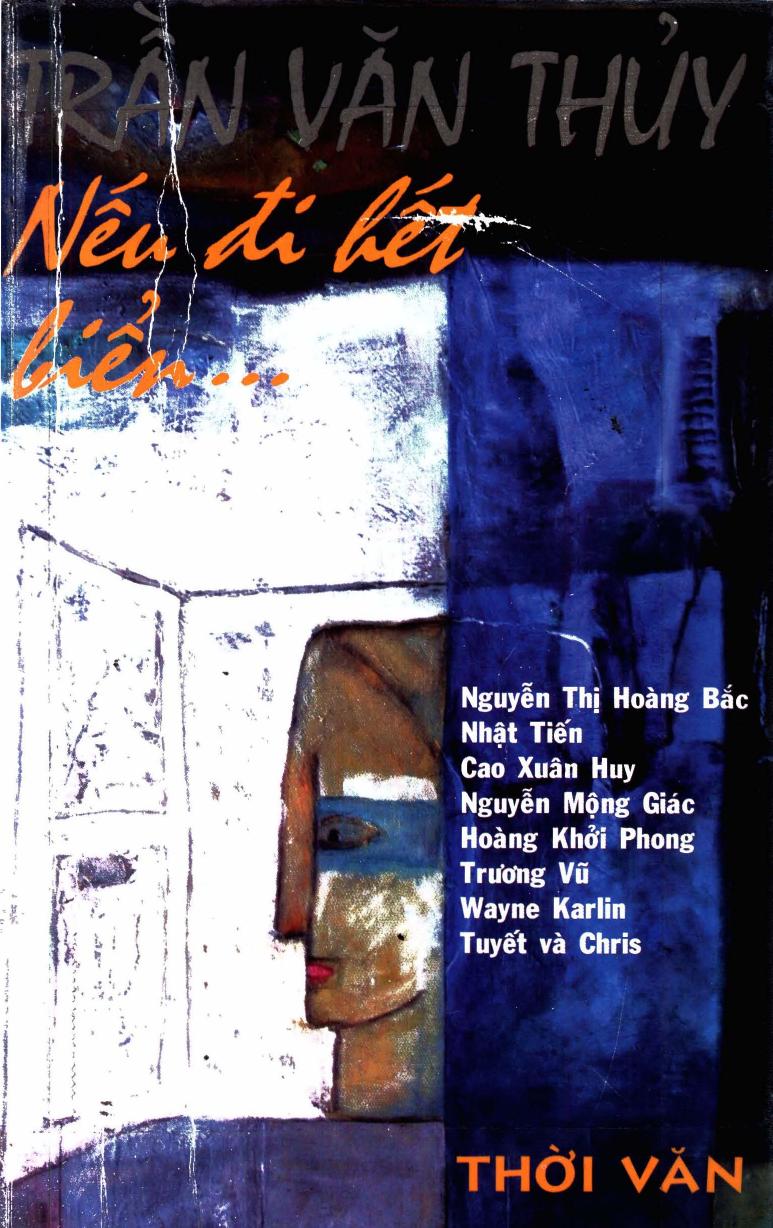 TRẦN VĂN THỦY
Nếu đi hết
biển...
Nguyễn Thị Hoàng Bắc
Nhật Tiến
Cao Xuân Huy
Nguyễn Mộng Giác
Hoàng Khởi Phong
Trương Vũ
Wayne Karlin
Tuyết và Chris
THỜI VĂN